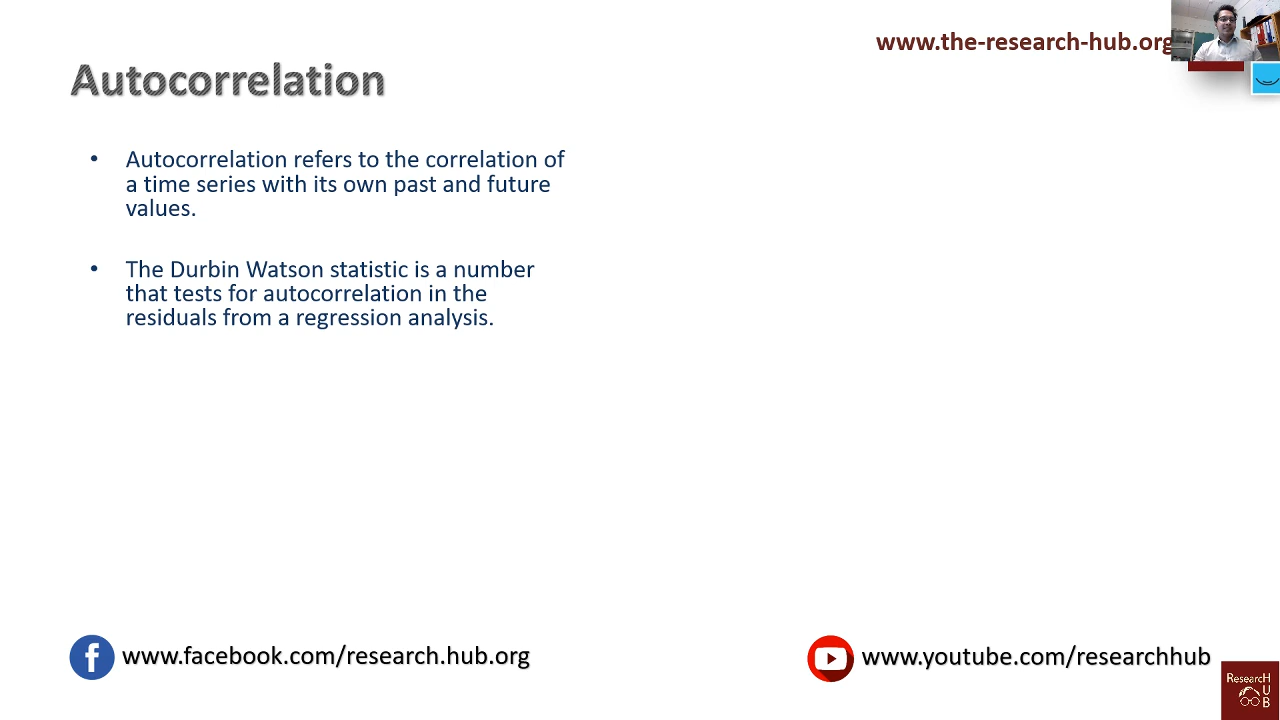 www.the-research-hub.org
Autocorrelation
• Autocorrelation refers to the correlation of
a time series with its own past and future
values.
• The Durbin Watson statistic is a number
that tests for autocorrelation in the
residuals from a regression analysis.
www.facebook.com/research.hub.org
www.youtube.com/researchhub
ResearcH
U
B